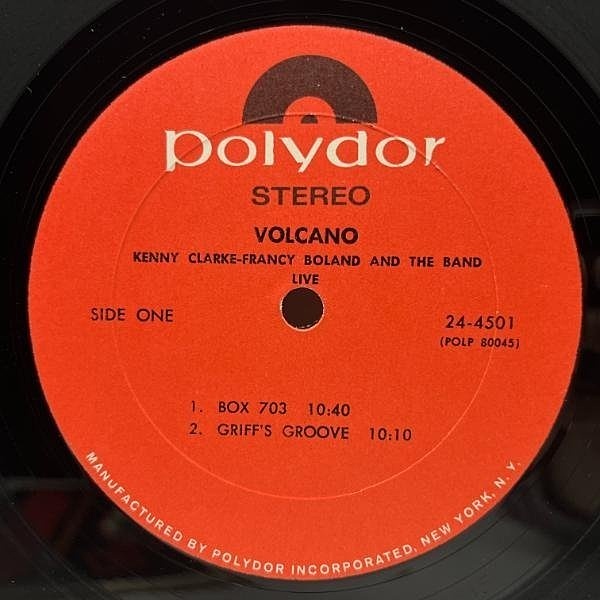 polydor
STEREO
VOLCANO
KENNY CLARKE-FRANCY BOLAND AND THE BAND
LIVE
SIDE ONE
24-4501
(POLP 80045)
1. BOX 703 10:40
2. GRIFF'S GROOVE 10:10
MANUFACTURED BY POLYDOR INCORPORATED, NEW YORK, N. Y.